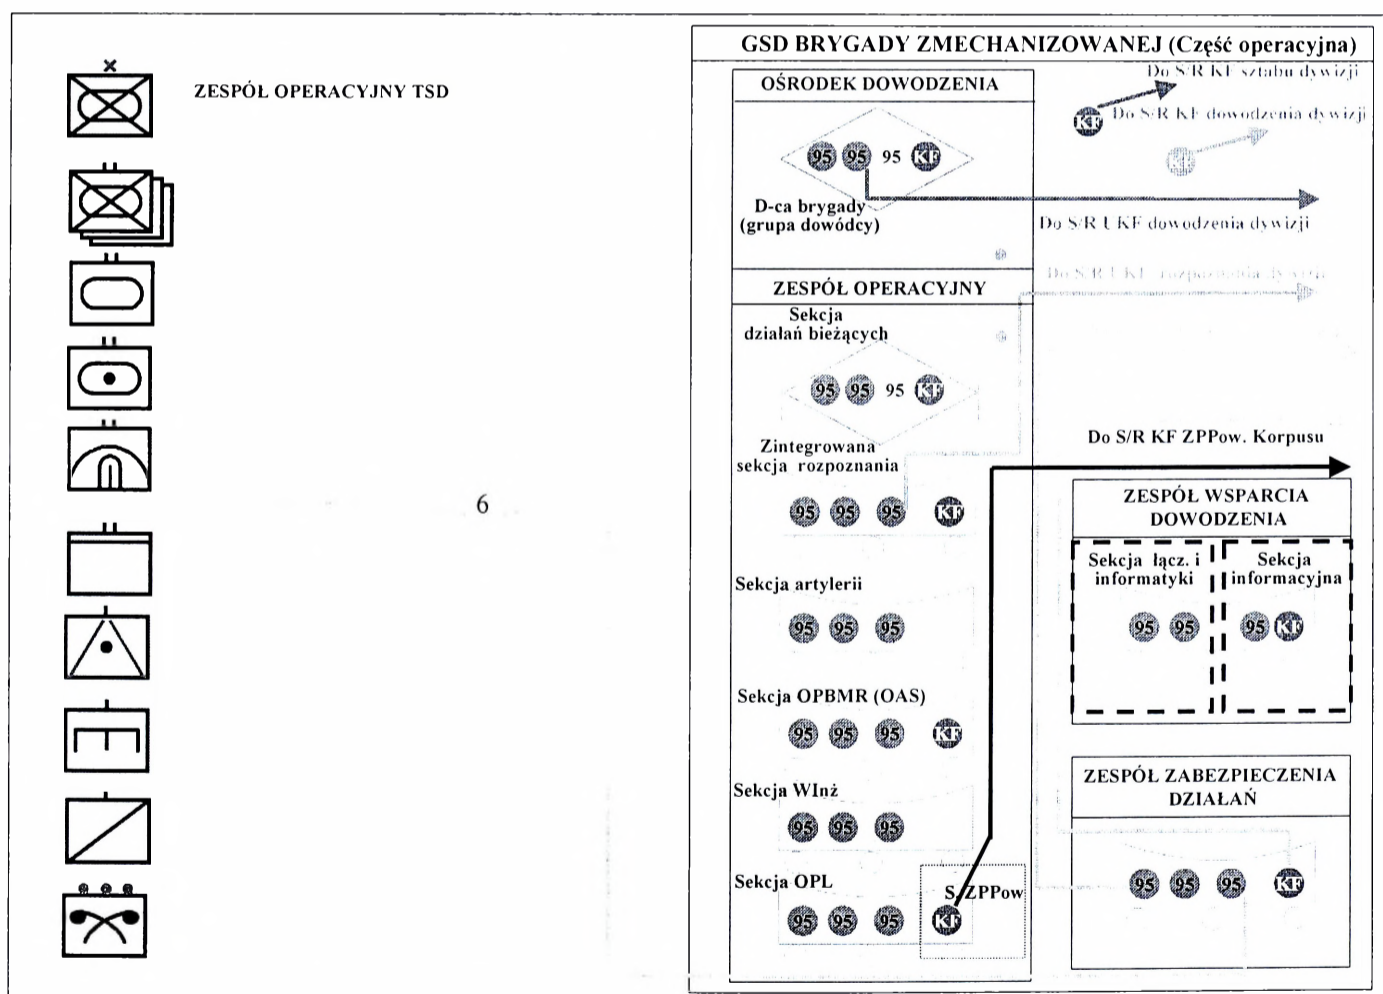 ZESPÓŁ OPERACYJNY TSD
6
GSD BRYGADY ZMECHANIZOWANEJ (Część operacyjna)
OŚRODEK DOWODZENIA
95 95 95 KF
D-ca brygady
(grupa dowódcy)
Do S/R KF sztabu dywizji
KF
Do S/R KF dowodzenia dywizji
KF
Do S/R UKF dowodzenia dywizji
Do S/R UKF rozpoznania dywizji
ZESPÓŁ OPERACYJNY
Sekcja
działań bieżących
95 95 95 KF
Zintegrowana
sekcja rozpoznania
95 95 95 KF
Sekcja artylerii
95 95 95
Sekcja OPBMR (OAS)
95 95 95 KF
Sekcja WInż
95 95 95
Sekcja OPL
S. ZPPow
95 95 95 KF
Do S/R KF ZPPow. Korpusu
ZESPÓŁ WSPARCIA
DOWODZENIA
Sekcja łącz. i
informatyki
95 95
Sekcja
informacyjna
95 KF
ZESPÓŁ ZABEZPIECZENIA
DZIAŁAŃ
95 95 95 KF